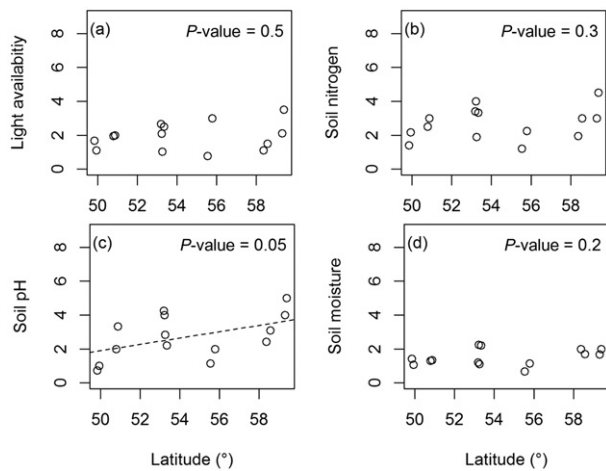 (a) P-value = 0.5
Light availabitiy
0 2 4 6 8
50 52 54 56 58
(b) P-value = 0.3
Soil nitrogen
0 2 4 6 8
50 52 54 56 58
(c) P-value = 0.05
Soil pH
0 2 4 6 8
50 52 54 56 58
Latitude (°)
(d) P-value = 0.2
Soil moisture
0 2 4 6 8
50 52 54 56 58
Latitude (°)